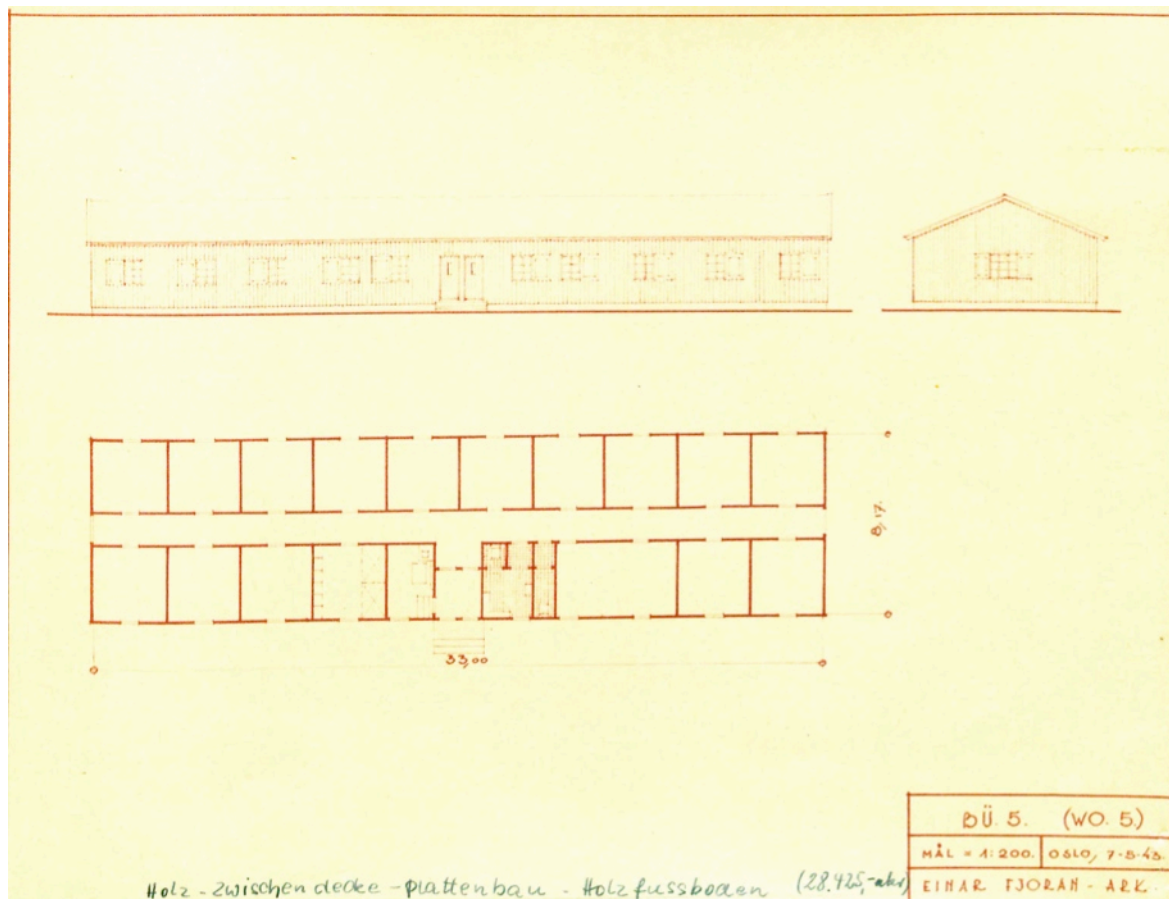 8,17.
33,00
BÜ. 5. (WO. 5.)
MÅL = 1:200. OSLO, 7-5-43.
EINAR FJORAN - ARK.
Holz - Zwischendecke - plattenbau - Holzfussboden (28.425,-